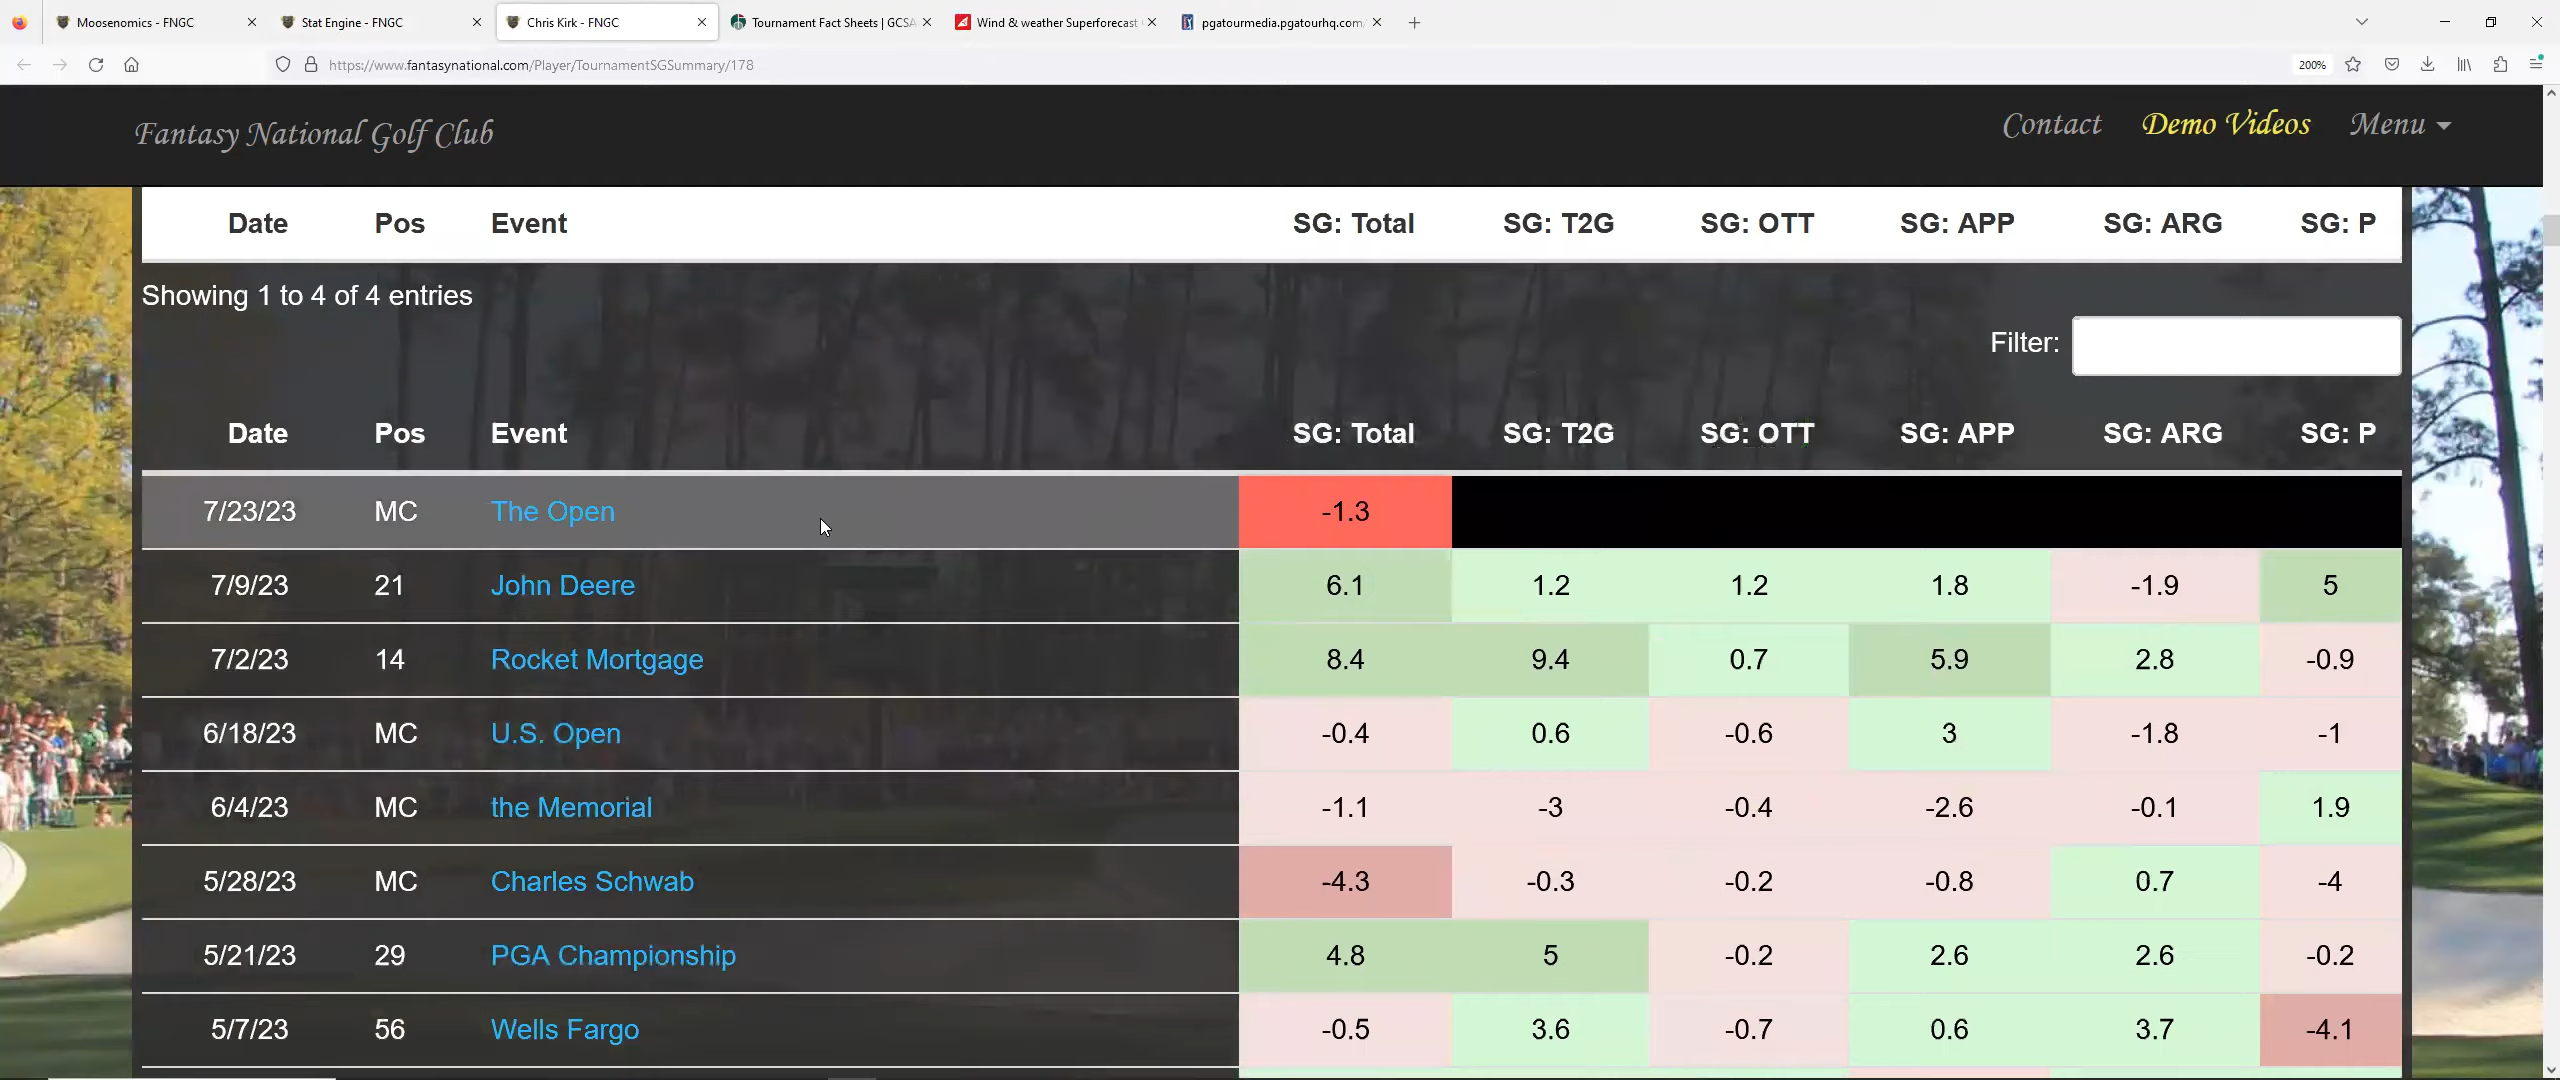 Moosenomics - FNGC
Stat Engine - FNGC
Chris Kirk - FNGC
Tournament Fact Sheets | GCSA
Wind & weather Superforecast
pgatourmedia.pgatourhq.com
https://www.fantasynational.com/Player/TournamentSGSummary/178
200%
Fantasy National Golf Club
Contact Demo Videos Menu
Date Pos Event SG: Total SG: T2G SG: OTT SG: APP SG: ARG SG: P
Showing 1 to 4 of 4 entries
Filter:
Date Pos Event SG: Total SG: T2G SG: OTT SG: APP SG: ARG SG: P
7/23/23 MC The Open -1.3
7/9/23 21 John Deere 6.1 1.2 1.2 1.8 -1.9 5
7/2/23 14 Rocket Mortgage 8.4 9.4 0.7 5.9 2.8 -0.9
6/18/23 MC U.S. Open -0.4 0.6 -0.6 3 -1.8 -1
6/4/23 MC the Memorial -1.1 -3 -0.4 -2.6 -0.1 1.9
5/28/23 MC Charles Schwab -4.3 -0.3 -0.2 -0.8 0.7 -4
5/21/23 29 PGA Championship 4.8 5 -0.2 2.6 2.6 -0.2
5/7/23 56 Wells Fargo -0.5 3.6 -0.7 0.6 3.7 -4.1